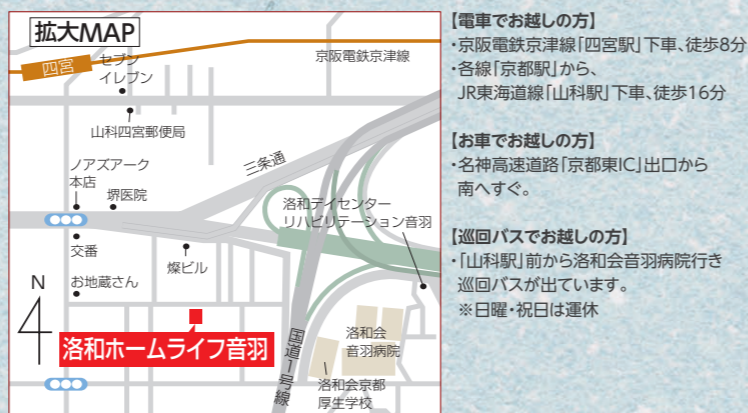 拡大MAP
四宮
京阪電鉄京津線
セブン
イレブン
山科四宮郵便局
三条通
ノアズアーク
本店
堺医院
洛和デイセンター
リハビリテーション音羽
交番
燦ビル
お地蔵さん
N
洛和ホームライフ音羽
国道1号線
洛和会
音羽病院
洛和会京都
厚生学校
【電車でお越しの方】
・京阪電鉄京津線「四宮駅」下車、徒歩8分
・各線「京都駅」から、
JR東海道線「山科駅」下車、徒歩16分
【お車でお越しの方】
・名神高速道路「京都東IC」出口から
南へすぐ。
【巡回バスでお越しの方】
・「山科駅」前から洛和会音羽病院行き
巡回バスが出ています。
※日曜・祝日は運休